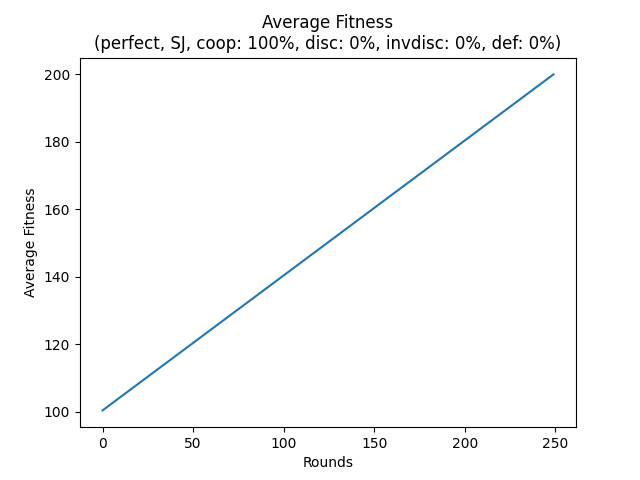 Average Fitness
(perfect, SJ, coop: 100%, disc: 0%, invdisc: 0%, def: 0%)
Average Fitness
200
180
160
140
120
100
0 50 100 150 200 250
Rounds